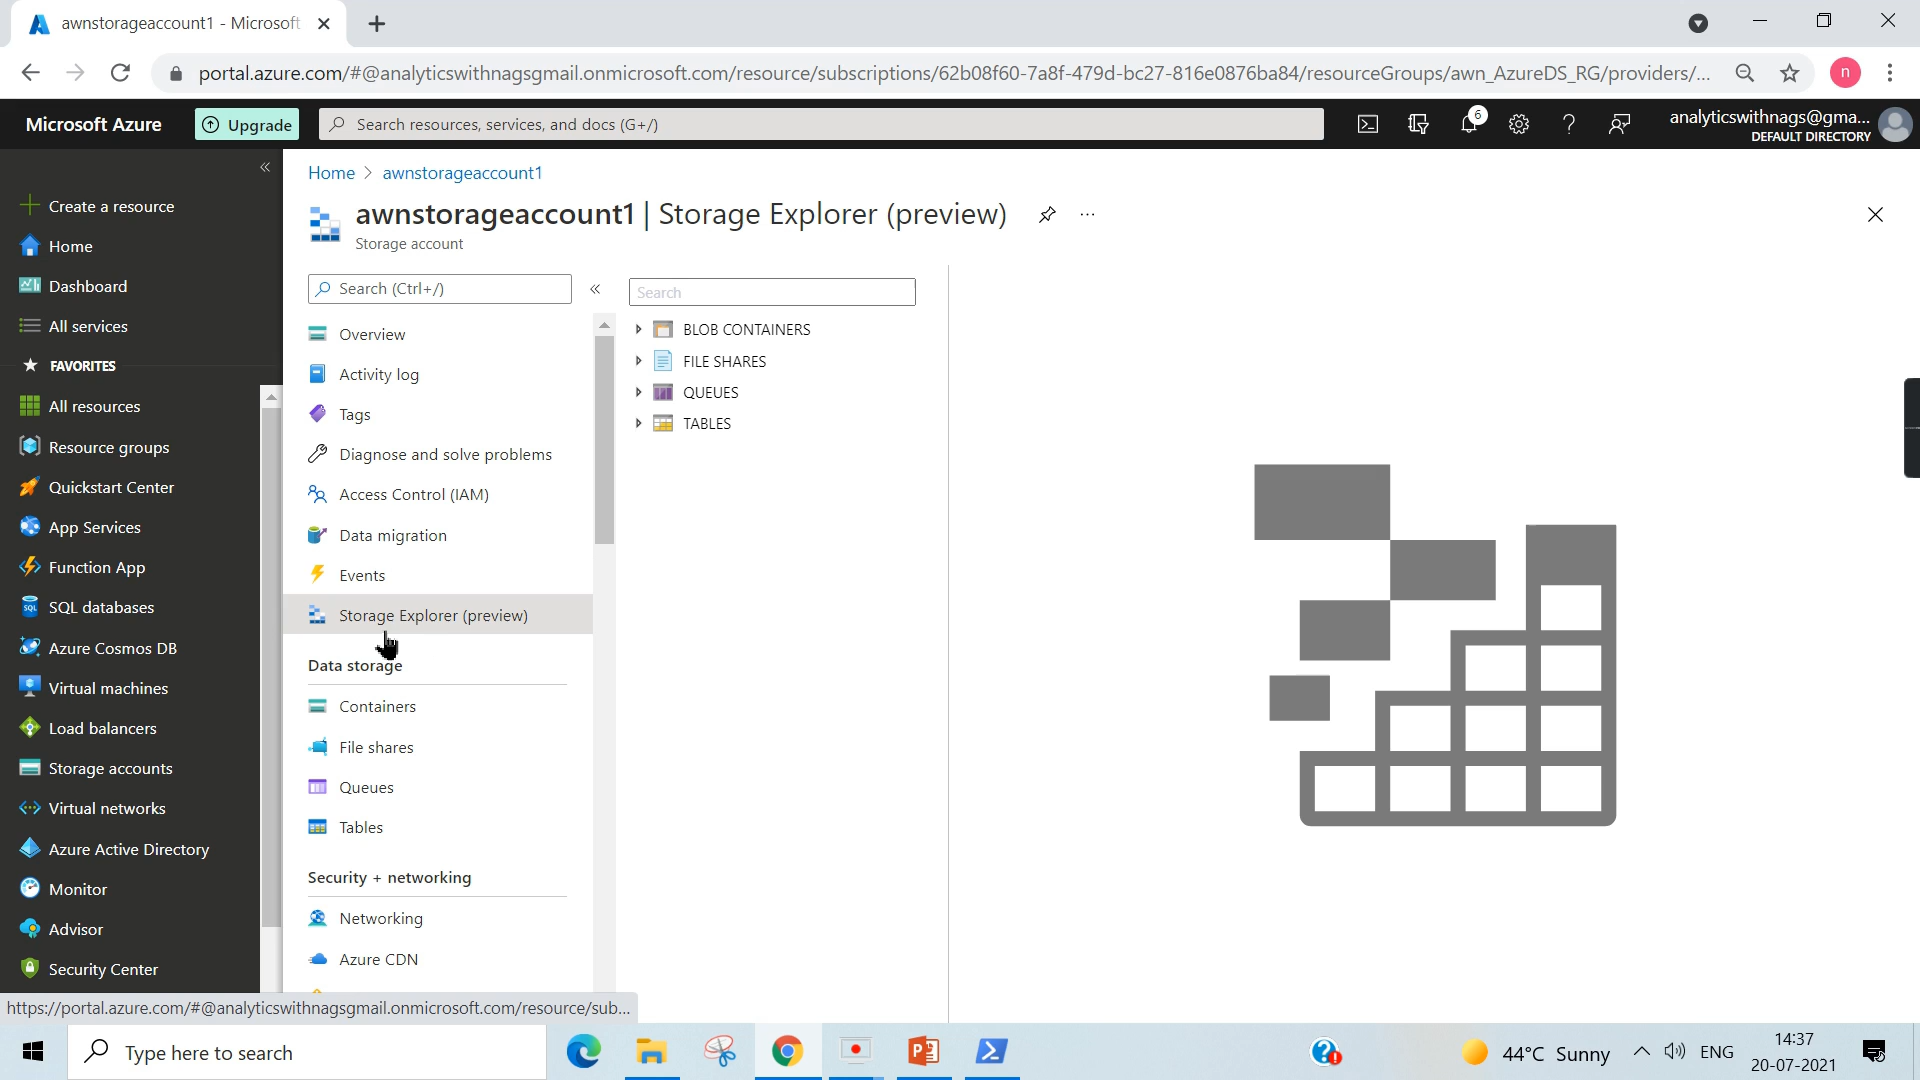 awnstorageaccount1 - Microsoft
portal.azure.com/#@analyticswithnagsgmail.onmicrosoft.com/resource/subscriptions/62b08f60-7a8f-479d-bc27-816e0876ba84/resourceGroups/awn_AzureDS_RG/providers/...
n
Microsoft Azure
Upgrade
Search resources, services, and docs (G+/)
6
analyticswithnags@gma...
DEFAULT DIRECTORY
Create a resource
Home
Dashboard
All services
FAVORITES
All resources
Resource groups
Quickstart Center
App Services
Function App
SQL databases
Azure Cosmos DB
Virtual machines
Load balancers
Storage accounts
Virtual networks
Azure Active Directory
Monitor
Advisor
Security Center
Home > awnstorageaccount1
awnstorageaccount1 | Storage Explorer (preview) ...
Storage account
Search (Ctrl+/)
Overview
Activity log
Tags
Diagnose and solve problems
Access Control (IAM)
Data migration
Events
Storage Explorer (preview)
Data storage
Containers
File shares
Queues
Tables
Security + networking
Networking
Azure CDN
Search
BLOB CONTAINERS
FILE SHARES
QUEUES
TABLES
https://portal.azure.com/#@analyticswithnagsgmail.onmicrosoft.com/resource/sub...
Type here to search
44°C Sunny
ENG
14:37
20-07-2021